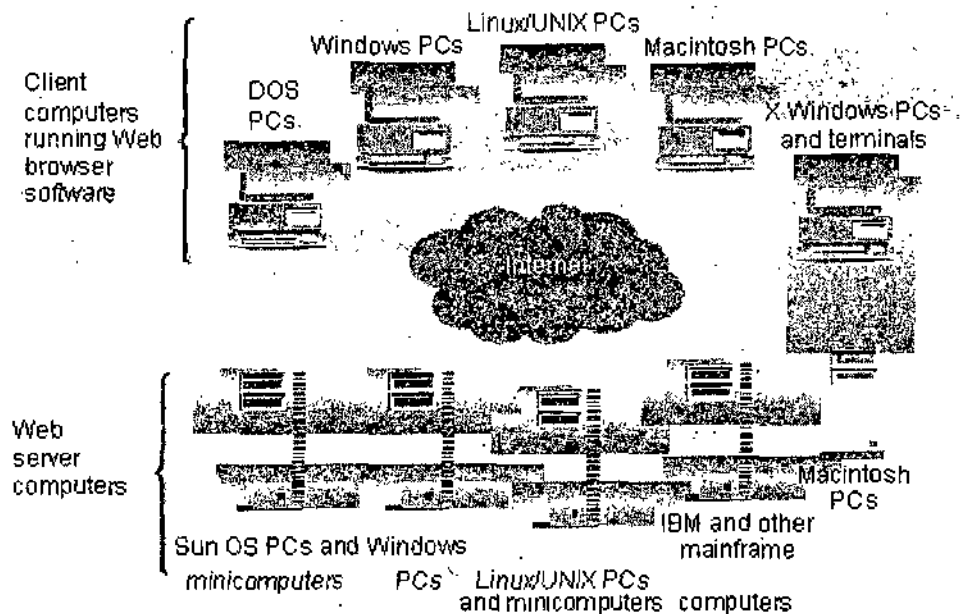 Linux/UNIX PCs
Windows PCs
Macintosh PCs
Client
computers
running Web
browser
software
DOS
PCs
X-Windows PCs
and terminals
Internet
Web
server
computers
Macintosh
PCs
IBM and other
mainframe
Sun OS PCs and Windows
minicomputers PCs Linux/UNIX PCs
and minicomputers computers